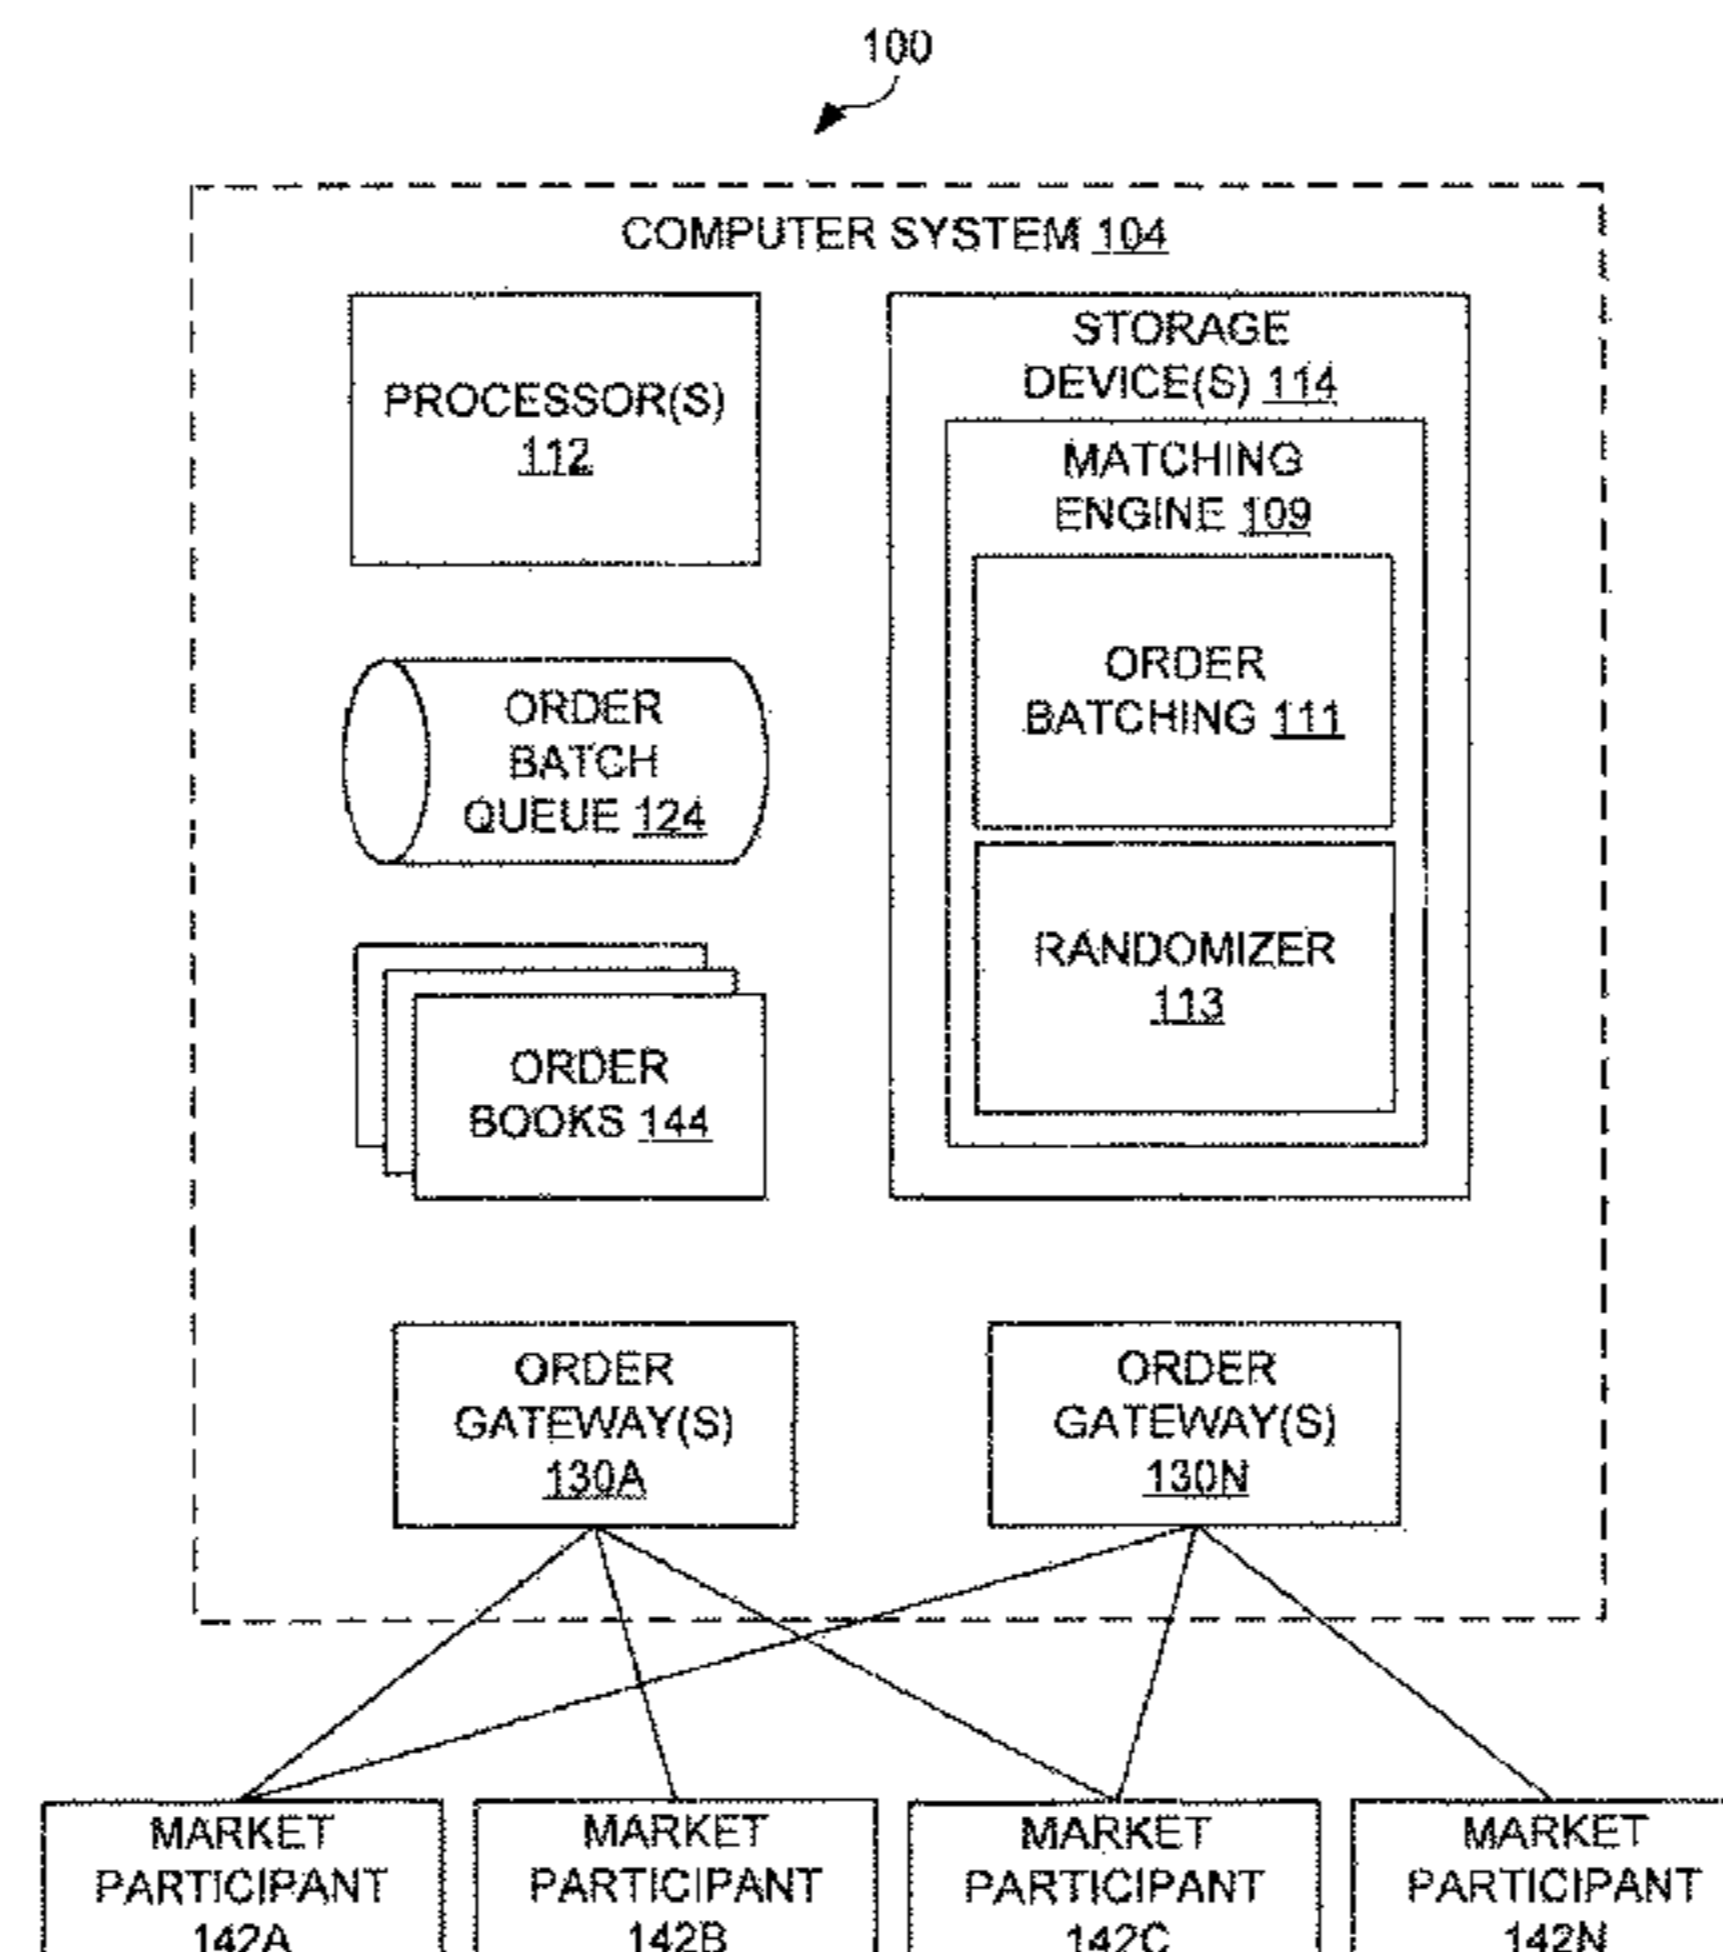 100
COMPUTER SYSTEM 104
PROCESSOR(S)
112
STORAGE
DEVICE(S) 114
MATCHING
ENGINE 109
ORDER
BATCHING 111
RANDOMIZER
113
ORDER
BATCH
QUEUE 124
ORDER
BOOKS 144
ORDER
GATEWAY(S)
130A
ORDER
GATEWAY(S)
130N
MARKET
PARTICIPANT
142A
MARKET
PARTICIPANT
142B
MARKET
PARTICIPANT
142C
MARKET
PARTICIPANT
142N